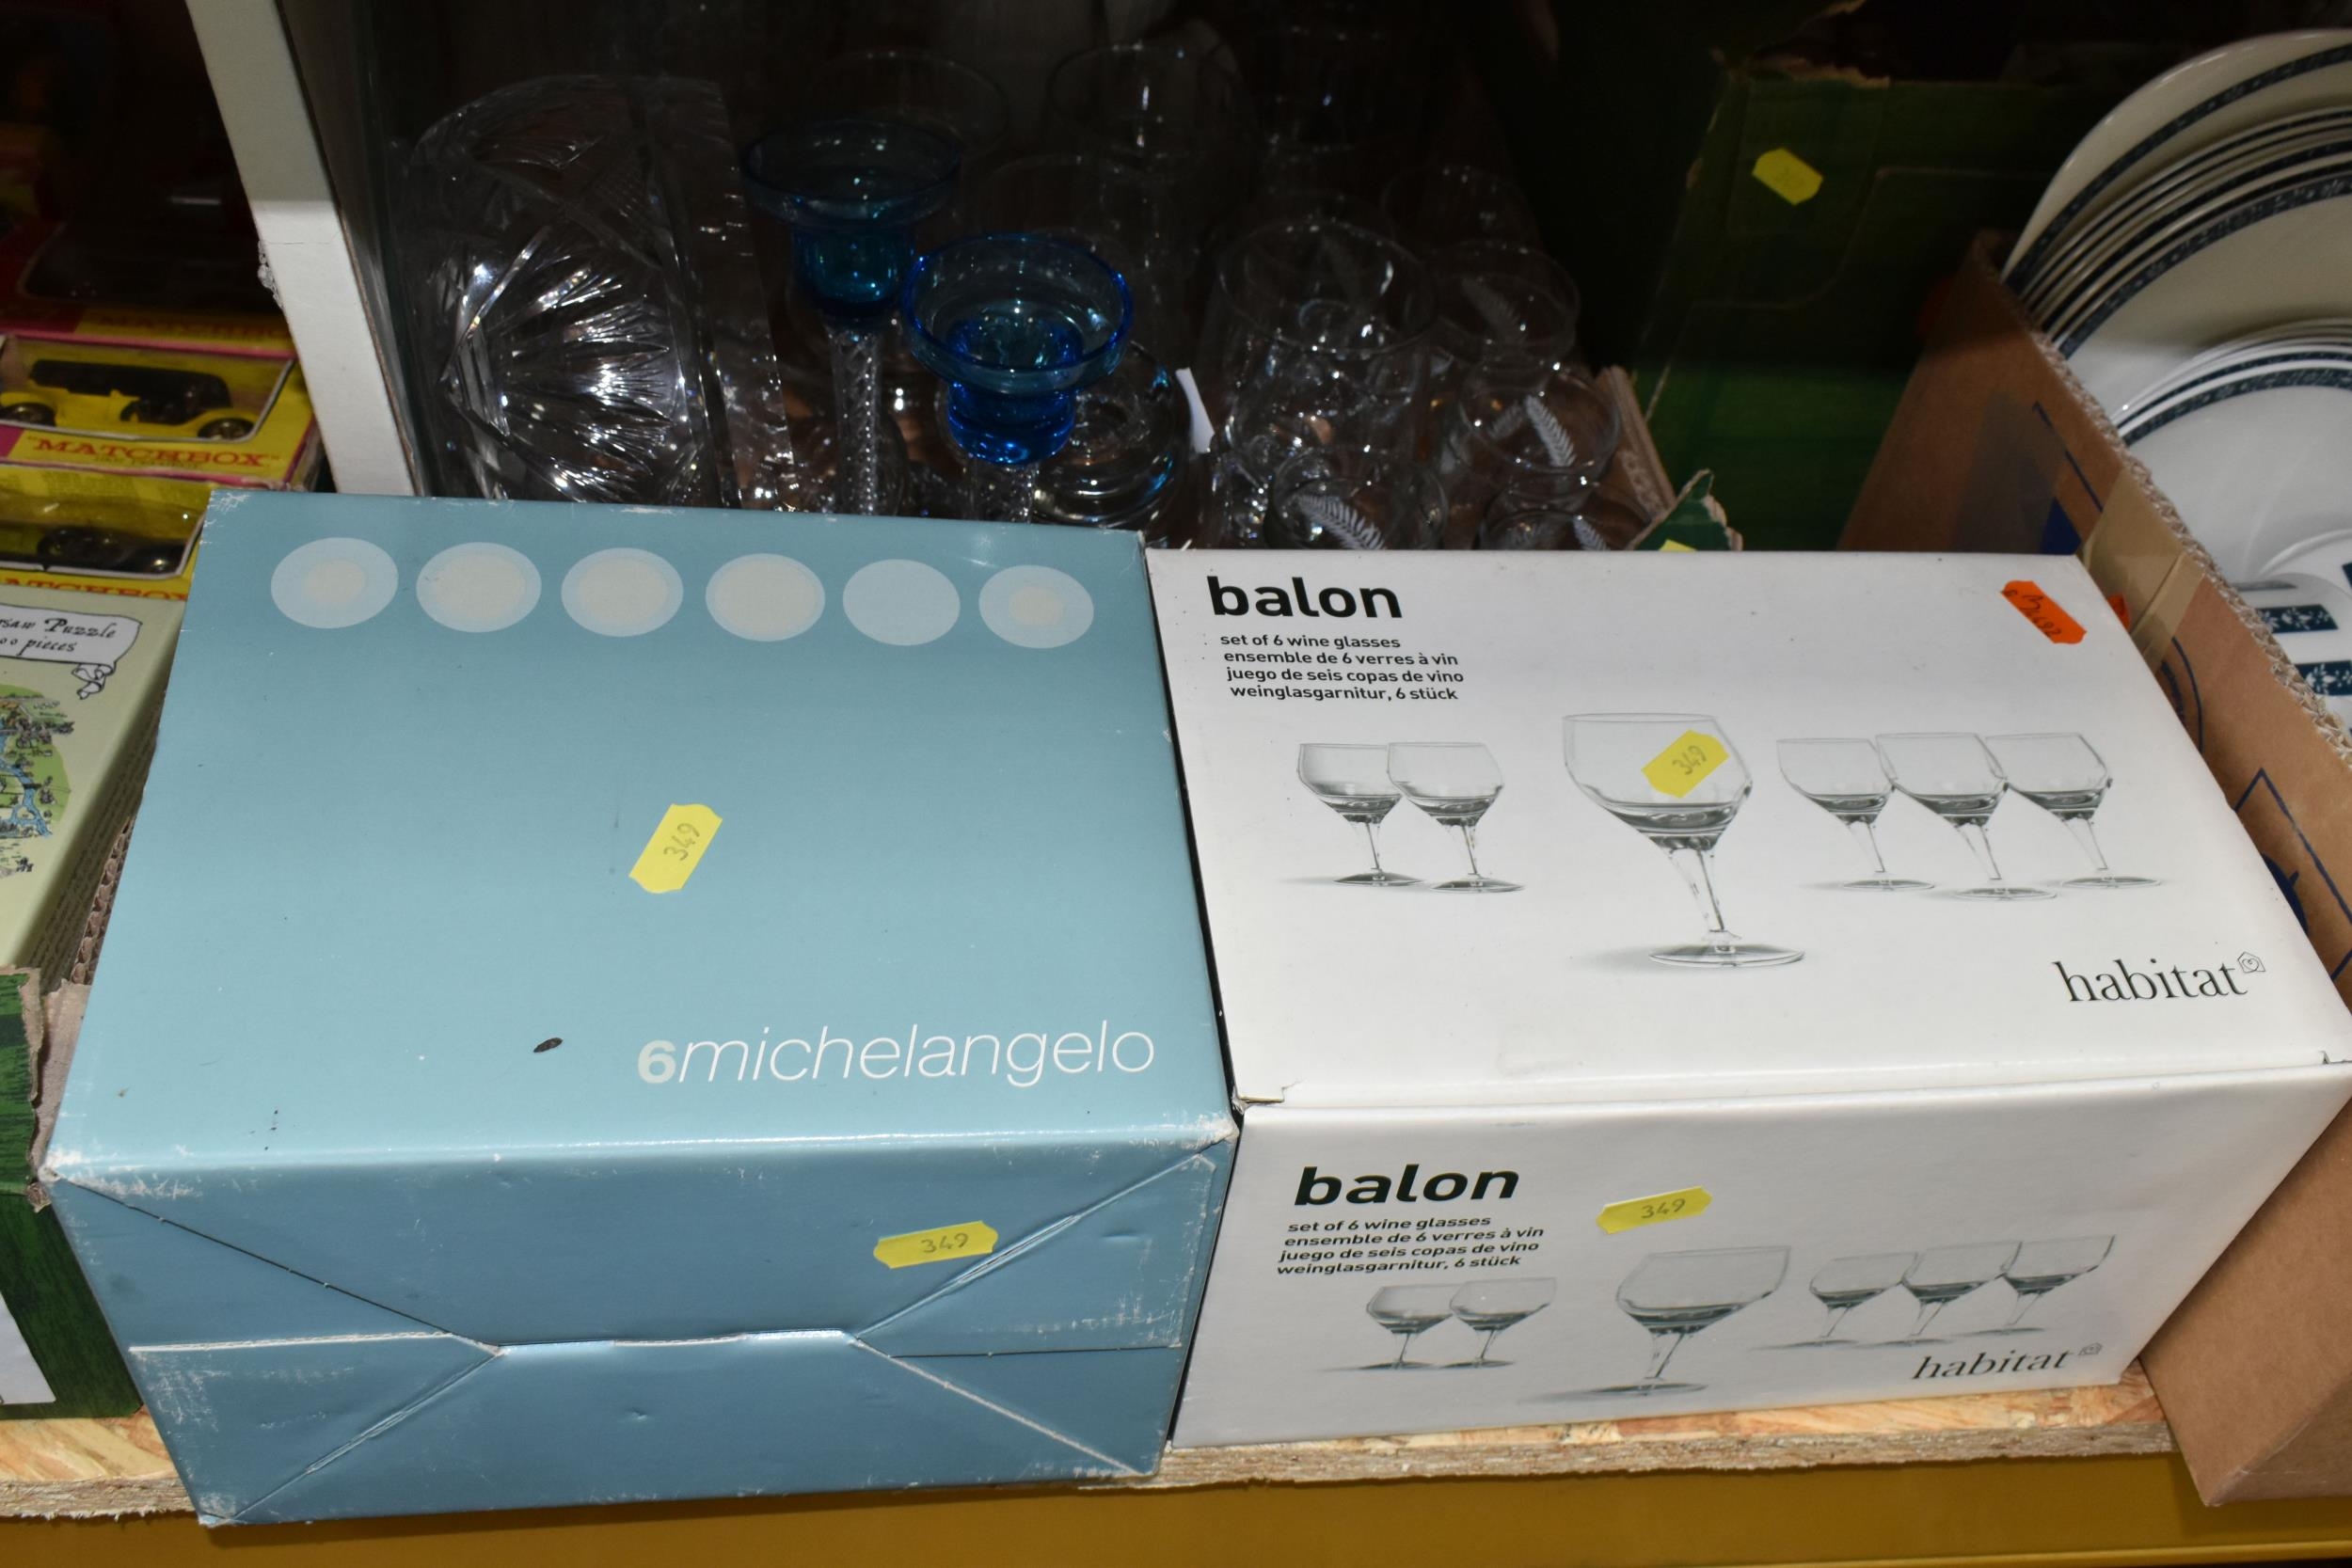 "MATCHBOX"
Puzzle
pieces
349
6michelangelo
349
balon
set of 6 wine glasses
ensemble de 6 verres à vin
juego de seis copas de vino
weinglasgarnitur, 6 stück
349
habitat
balon
set of 6 wine glasses
ensemble de 6 verres à vin
juego de seis copas de vino
weinglasgarnitur, 6 stück
349
habitat